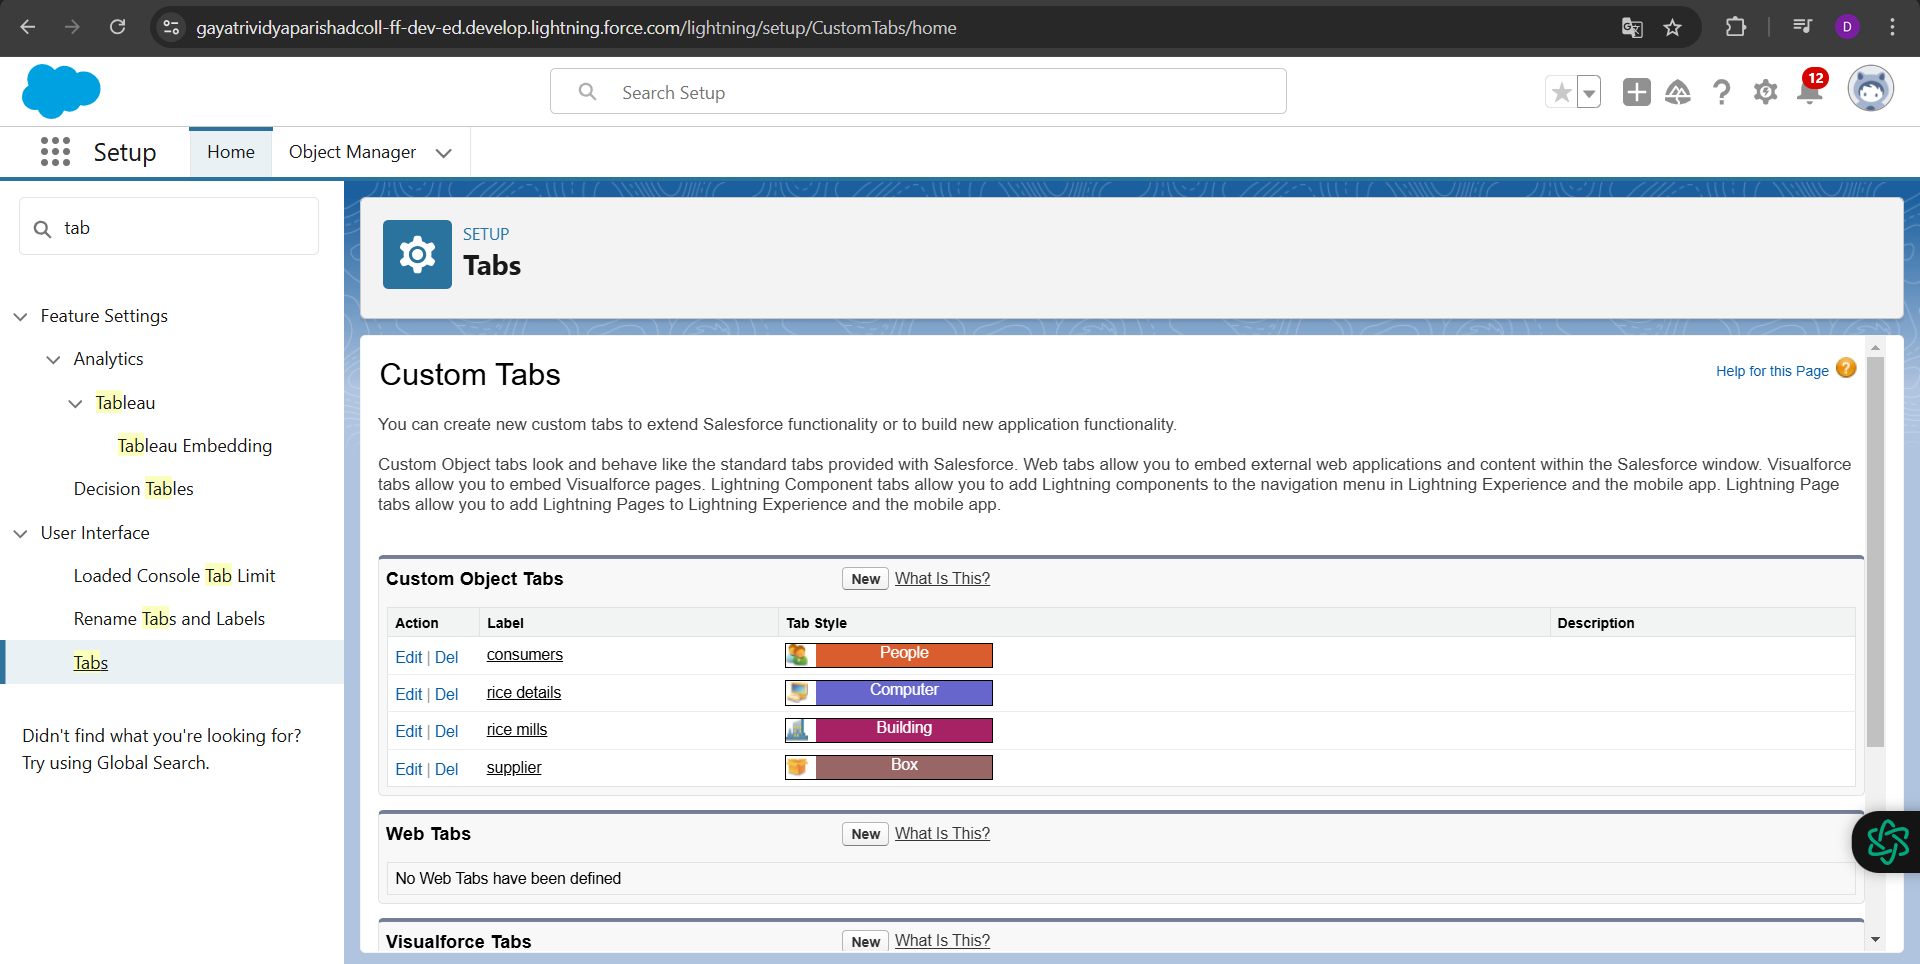 gayatrividyaparishadcoll-ff-dev-ed.develop.lightning.force.com/lightning/setup/CustomTabs/home
D
Search Setup
12
Setup
Home
Object Manager
tab
Feature Settings
Analytics
Tableau
Tableau Embedding
Decision Tables
User Interface
Loaded Console Tab Limit
Rename Tabs and Labels
Tabs
Didn't find what you're looking for?
Try using Global Search.
SETUP
Tabs
Custom Tabs
Help for this Page ?
You can create new custom tabs to extend Salesforce functionality or to build new application functionality.
Custom Object tabs look and behave like the standard tabs provided with Salesforce. Web tabs allow you to embed external web applications and content within the Salesforce window. Visualforce
tabs allow you to embed Visualforce pages. Lightning Component tabs allow you to add Lightning components to the navigation menu in Lightning Experience and the mobile app. Lightning Page
tabs allow you to add Lightning Pages to Lightning Experience and the mobile app.
Custom Object Tabs New What Is This?
Action Label Tab Style Description
Edit | Del consumers People
Edit | Del rice details Computer
Edit | Del rice mills Building
Edit | Del supplier Box
Web Tabs New What Is This?
No Web Tabs have been defined
Visualforce Tabs New What Is This?